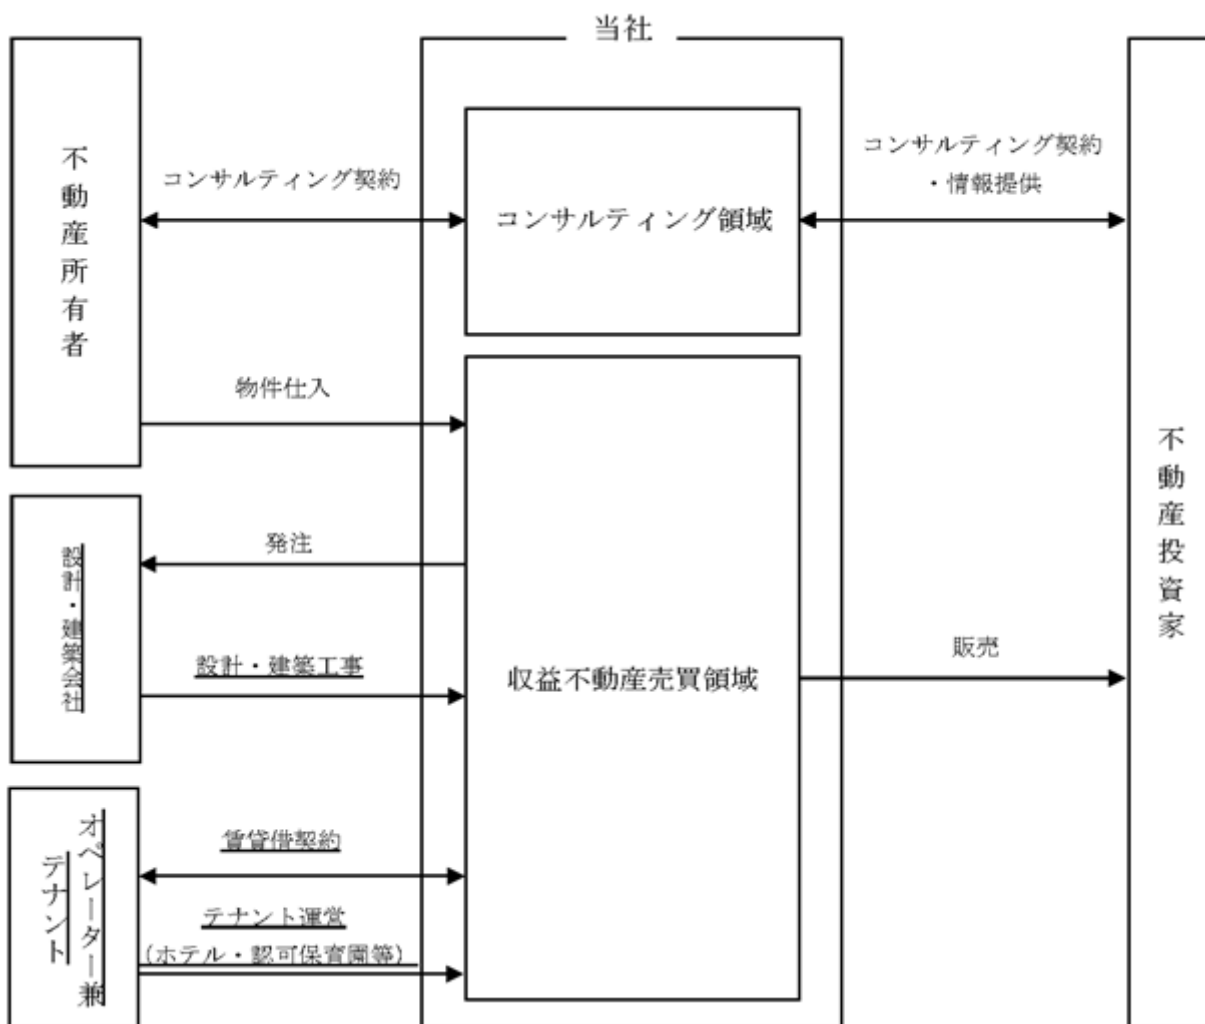 当社
不動産所有者
コンサルティング契約
コンサルティング領域
コンサルティング契約
・情報提供
物件仕入
設計・建築会社
発注
設計・建築工事
収益不動産売買領域
販売
不動産投資家
オペレーター兼
テナント
賃貸借契約
テナント運営
（ホテル・認可保育園等）